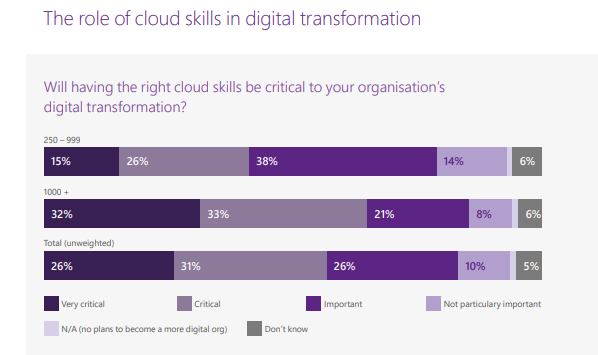 The role of cloud skills in digital transformation
Will having the right cloud skills be critical to your organisation's
digital transformation?
250 – 999
15% 26% 38% 14% 6%
1000 +
32% 33% 21% 8% 6%
Total (unweighted)
26% 31% 26% 10% 5%
Very critical Critical Important Not particulary important
N/A (no plans to become a more digital org) Don't know